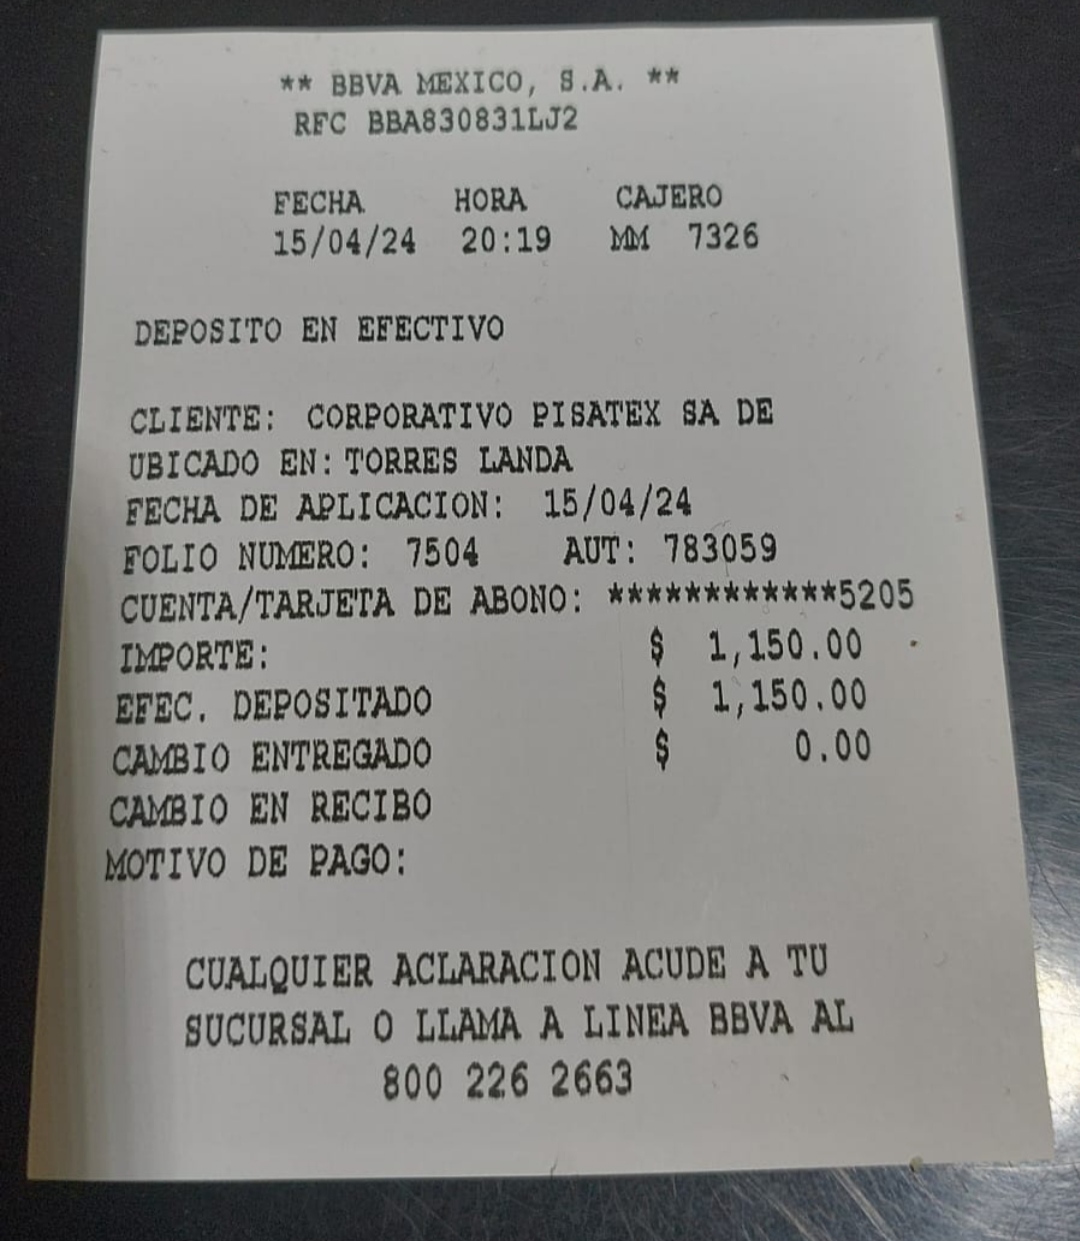 ** BBVA MEXICO, S.A. **
RFC BBA830831LJ2
FECHA HORA CAJERO
15/04/24 20:19 MM 7326
DEPOSITO EN EFECTIVO
CLIENTE: CORPORATIVO PISATEX SA DE
UBICADO EN: TORRES LANDA
FECHA DE APLICACION: 15/04/24
FOLIO NUMERO: 7504 AUT: 783059
CUENTA/TARJETA DE ABONO: ************5205
IMPORTE: $ 1,150.00
EFEC. DEPOSITADO $ 1,150.00
CAMBIO ENTREGADO $ 0.00
CAMBIO EN RECIBO
MOTIVO DE PAGO:
CUALQUIER ACLARACION ACUDE A TU
SUCURSAL O LLAMA A LINEA BBVA AL
800 226 2663